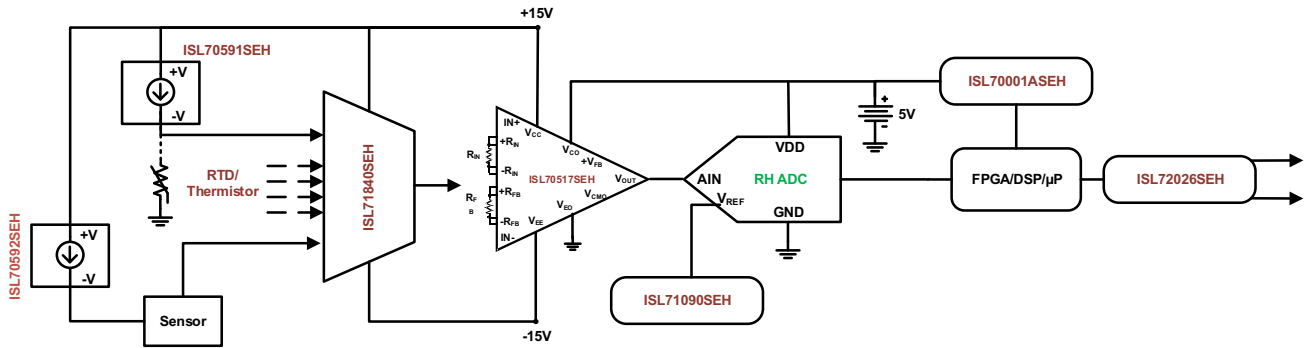 +15V
ISL70591SEH
+V
-V
RTD/
Thermistor
ISL70592SEH
+V
-V
Sensor
ISL71840SEH
IN+
VCC
+RIN
RIN
-RIN
ISL70517SEH
+RFB
RF
B
-RFB
IN-
VEE
VCO
+VFB
VOUT
VCMO
VEO
-15V
AIN
VDD
RH ADC
VREF
GND
ISL71090SEH
+
-
5V
ISL70001ASEH
FPGA/DSP/µP
ISL72026SEH